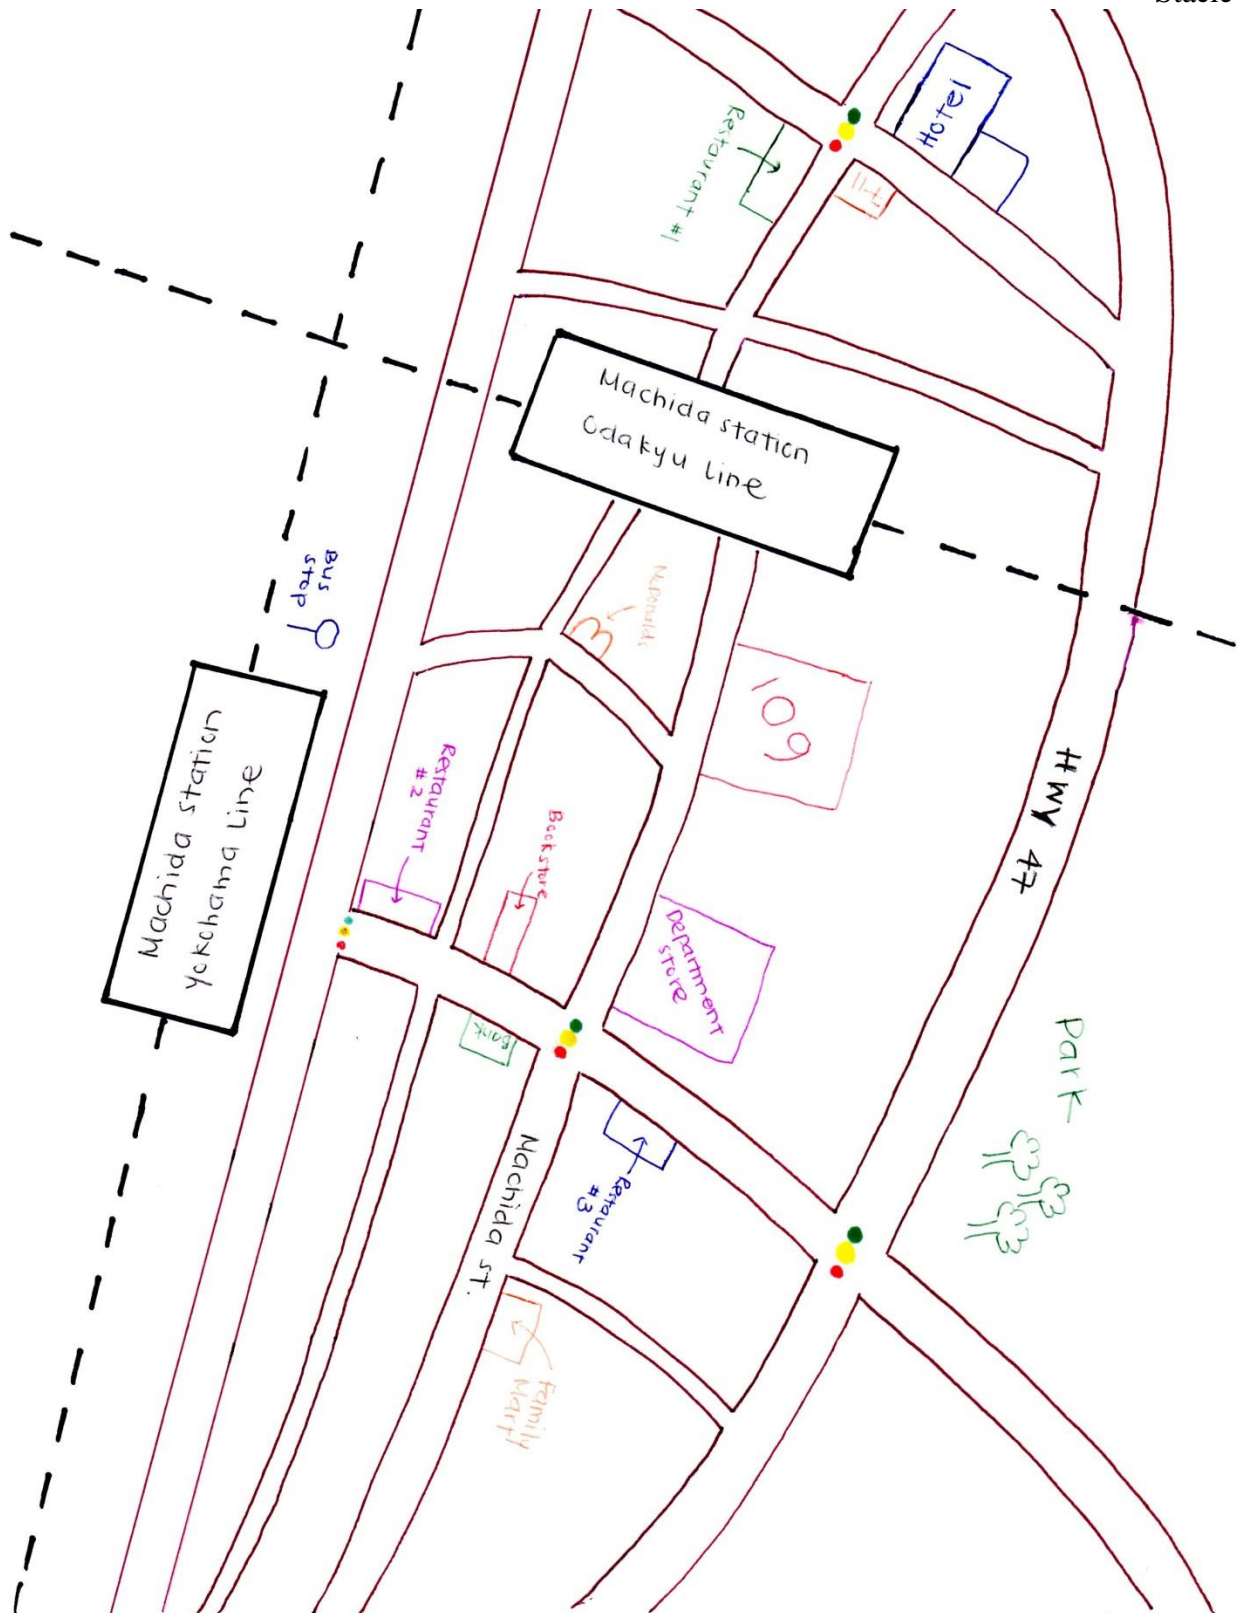 Hotel
Restaurant #1
Machida station
Odakyu Line
Bus
stop
McDonalds
109
Machida station
Yokohama Line
Restaurant
#2
Bookstore
HWY 47
Department
store
Bank
Park
Machida st.
Restaurant
#3
Family
Mart